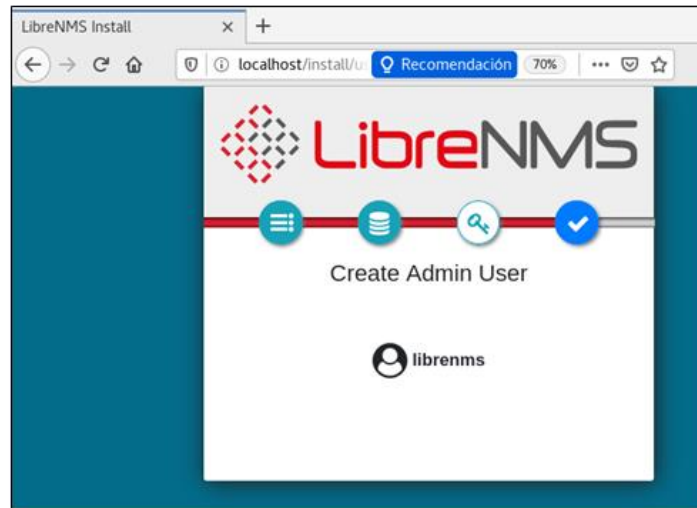 LibreNMS Install
localhost/install/u
Recomendación
70%
LibreNMS
Create Admin User
librenms